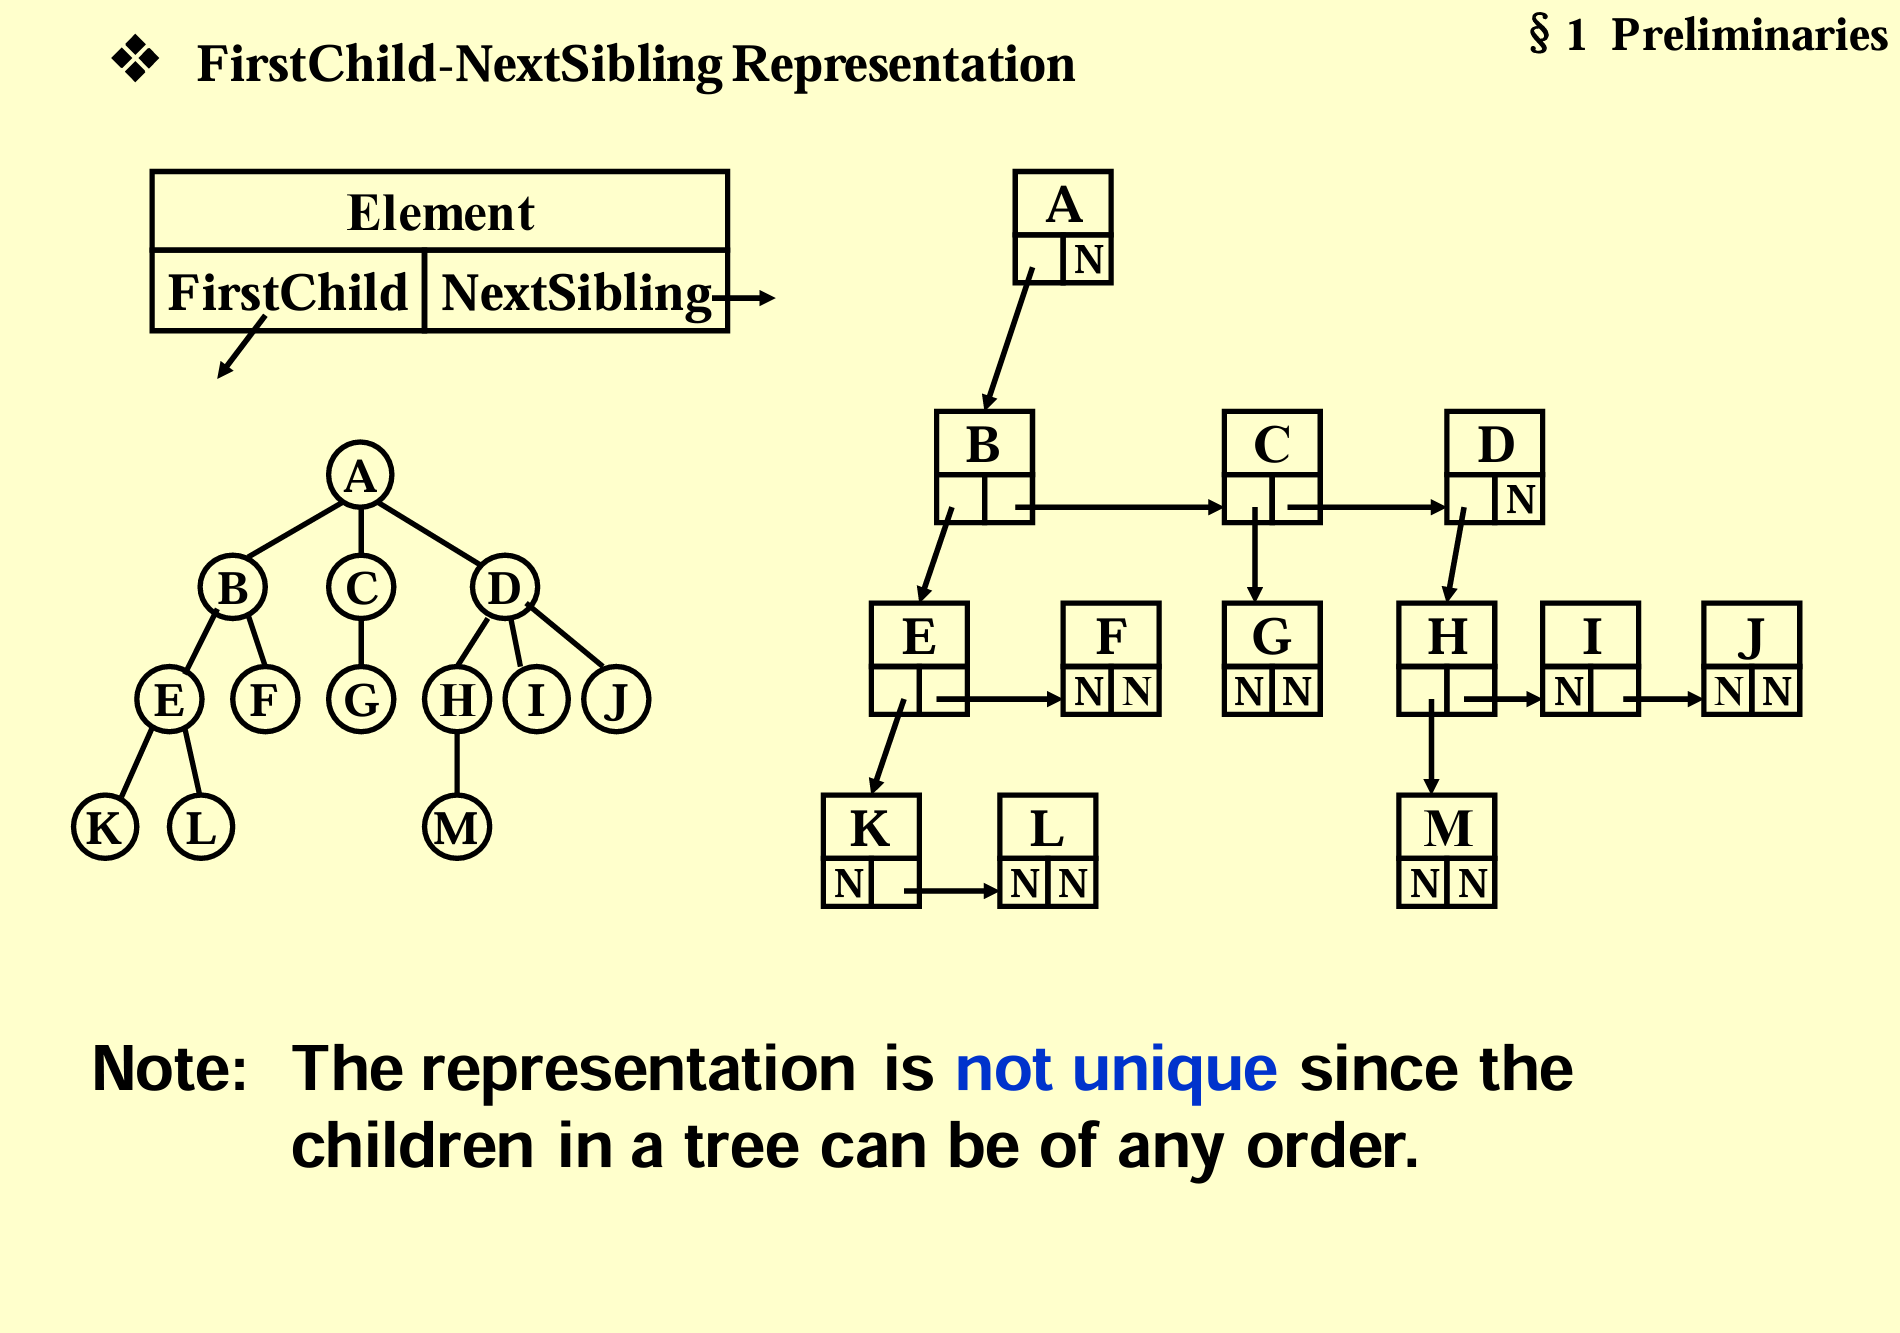 § 1 Preliminaries
❖ FirstChild-NextSibling Representation
Element
FirstChild NextSibling
A
B C D
E F G H I J
K L M
A
N
B C D
N
E F G H I J
N N N N N N N
K L M
N N N N N
Note: The representation is not unique since the
children in a tree can be of any order.